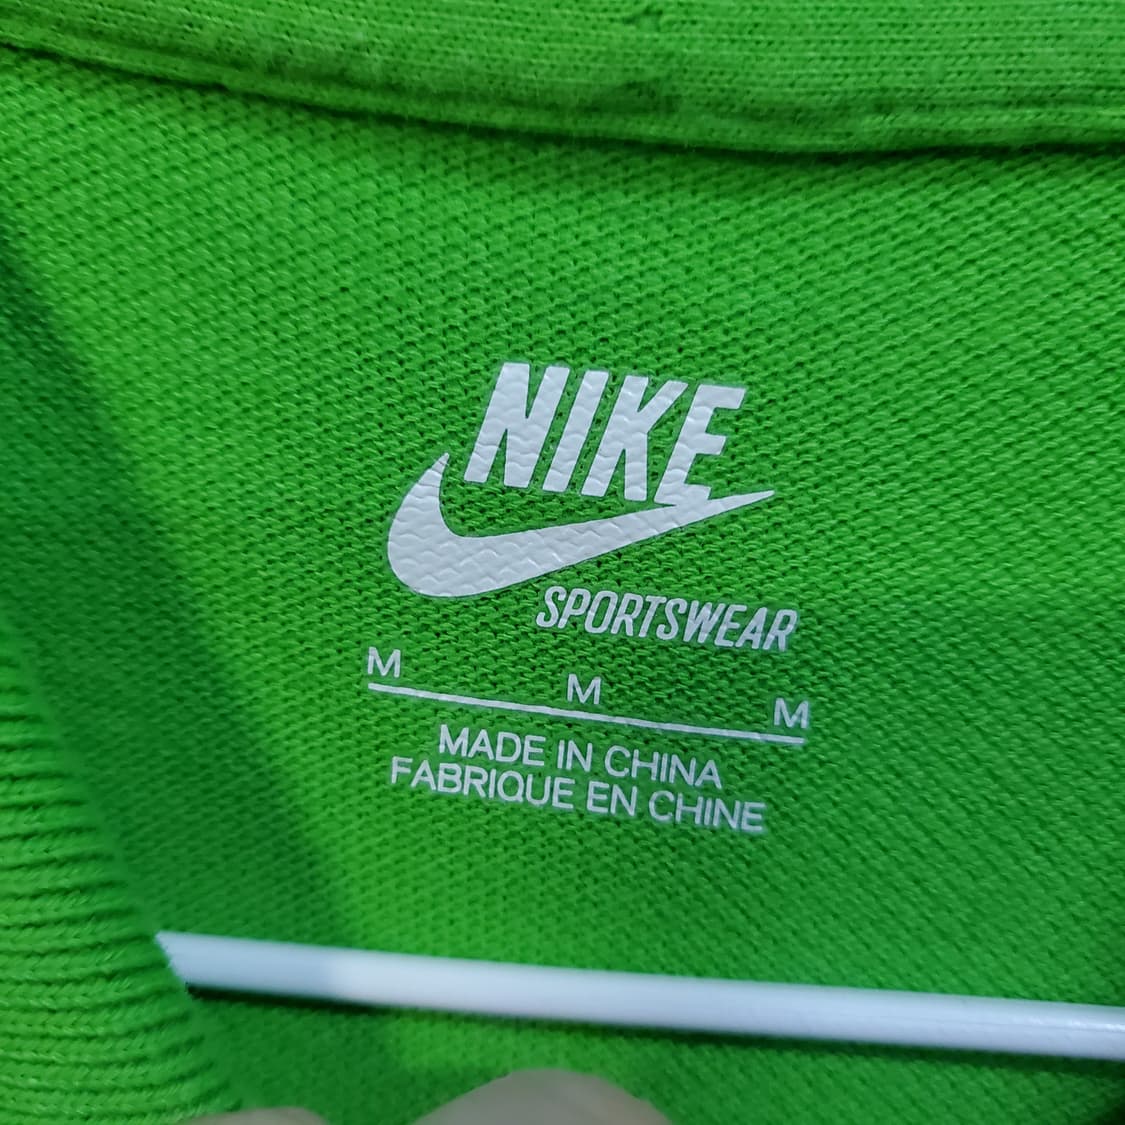 NIKE
SPORTSWEAR
M M M
MADE IN CHINA
FABRIQUE EN CHINE